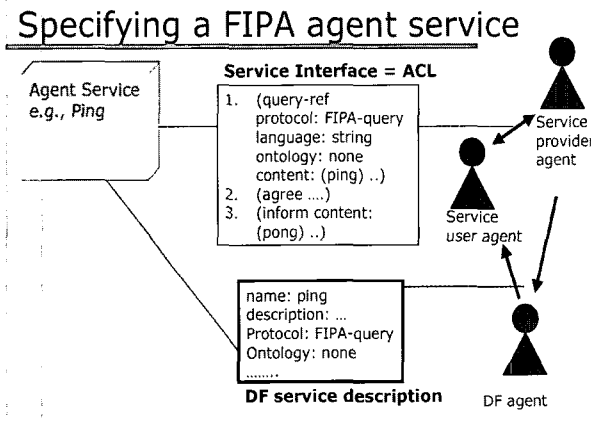 Specifying a FIPA agent service
Agent Service
e.g., Ping
Service Interface = ACL
1. (query-ref
protocol: FIPA-query
language: string
ontology: none
content: (ping) ..)
2. (agree ....)
3. (inform content:
(pong) ..)
Service
provider
agent
Service
user agent
name: ping
description: ...
Protocol: FIPA-query
Ontology: none
........
DF service description
DF agent